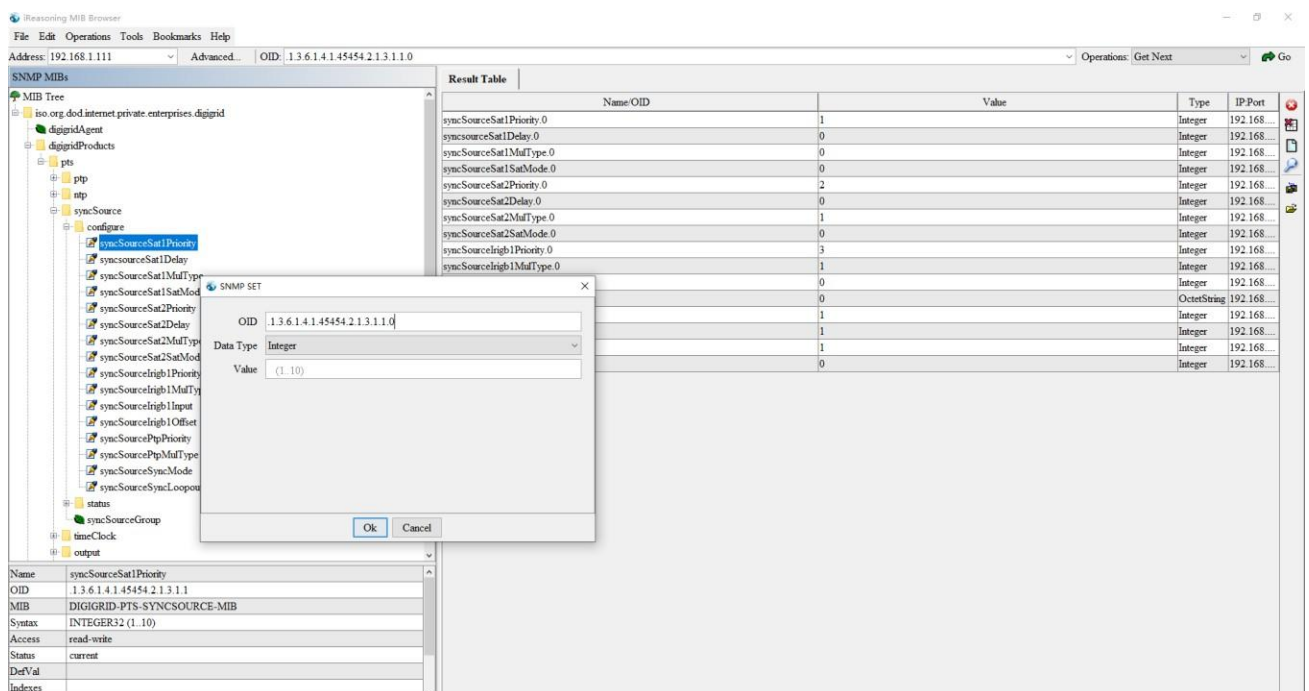 iReasoning MIB Browser
File Edit Operations Tools Bookmarks Help
Address: 192.168.1.111 Advanced... OID: .1.3.6.1.4.1.45454.2.1.3.1.1.0 Operations: Get Next Go
SNMP MIBs
MIB Tree
iso.org.dod.internet.private.enterprises.digigrid
digigridAgent
digigridProducts
pts
ptp
ntp
syncSource
configure
syncSourceSat1Priority
syncsourceSat1Delay
syncSourceSat1MulType
syncSourceSat1SatMod
syncSourceSat2Priority
syncSourceSat2Delay
syncSourceSat2MulTyp
syncSourceSat2SatMod
syncSourceIrigb1Priority
syncSourceIrigb1MulTy
syncSourceIrigb1Input
syncSourceIrigb1Offset
syncSourcePtpPriority
syncSourcePtpMulType
syncSourceSyncMode
syncSourceSyncLoopou
status
syncSourceGroup
timeClock
output
Name syncSourceSat1Priority
OID .1.3.6.1.4.1.45454.2.1.3.1.1
MIB DIGIGRID-PTS-SYNCSOURCE-MIB
Syntax INTEGER32 (1..10)
Access read-write
Status current
DefVal
Indexes
SNMP SET
OID .1.3.6.1.4.1.45454.2.1.3.1.1.0
Data Type Integer
Value (1..10)
Ok Cancel
Result Table
Name/OID Value Type IP:Port
syncSourceSat1Priority.0 1 Integer 192.168....
syncsourceSat1Delay.0 0 Integer 192.168....
syncSourceSat1MulType.0 0 Integer 192.168....
syncSourceSat1SatMode.0 0 Integer 192.168....
syncSourceSat2Priority.0 2 Integer 192.168....
syncSourceSat2Delay.0 0 Integer 192.168....
syncSourceSat2MulType.0 1 Integer 192.168....
syncSourceSat2SatMode.0 0 Integer 192.168....
syncSourceIrigb1Priority.0 3 Integer 192.168....
syncSourceIrigb1MulType.0 1 Integer 192.168....
0 Integer 192.168....
0 OctetString 192.168....
1 Integer 192.168....
1 Integer 192.168....
1 Integer 192.168....
0 Integer 192.168....